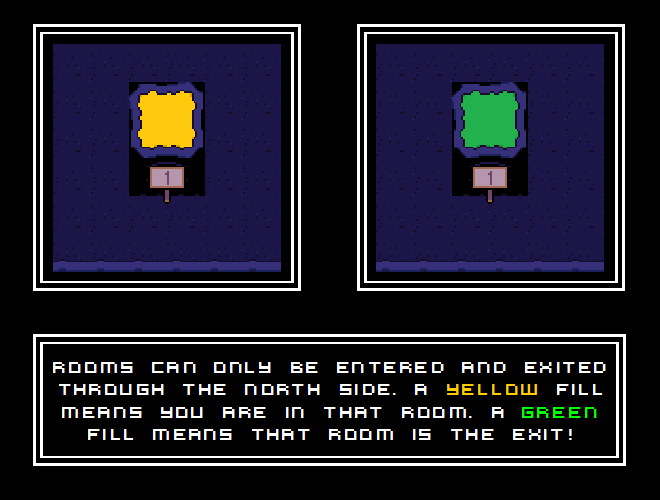 1
1
ROOMS CAN ONLY BE ENTERED AND EXITED
THROUGH THE NORTH SIDE. A YELLOW FILL
MEANS YOU ARE IN THAT ROOM. A GREEN
FILL MEANS THAT ROOM IS THE EXIT!